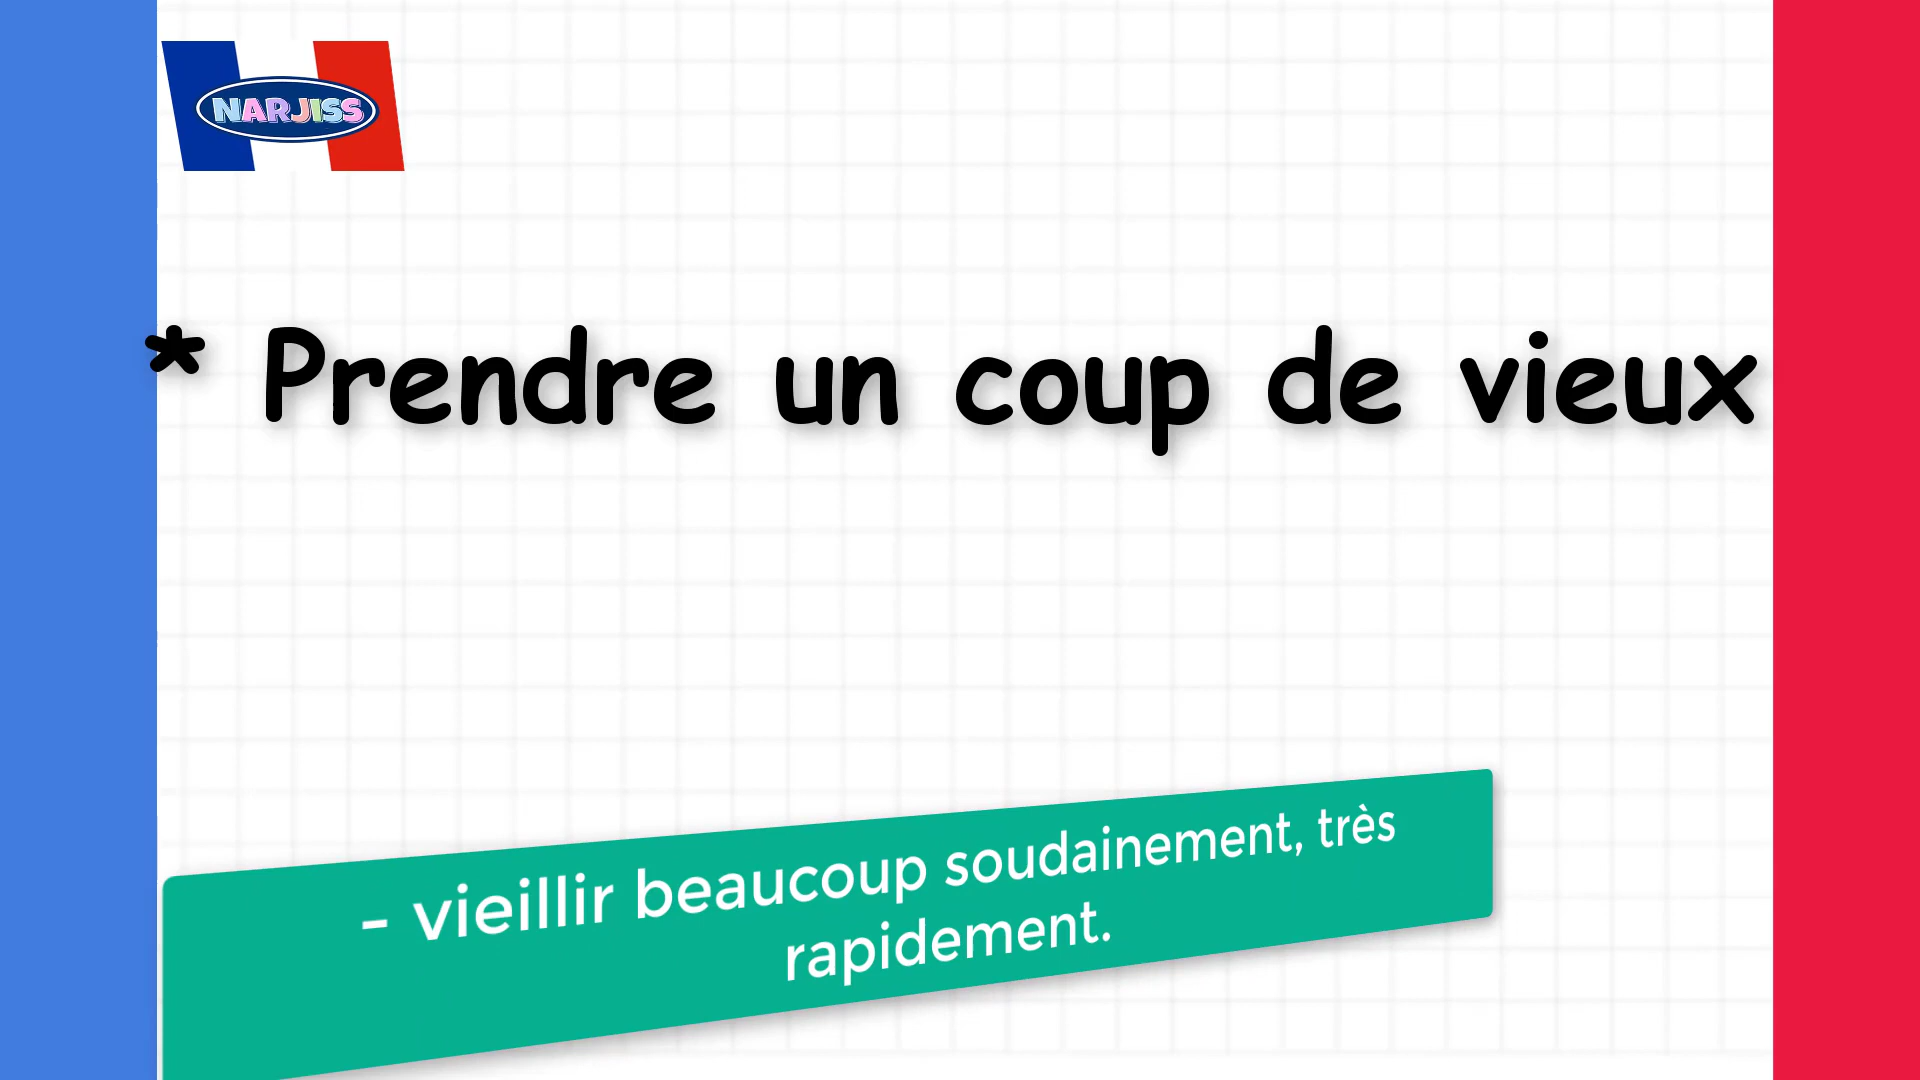 NARJISS
* Prendre un coup de vieux
- vieillir beaucoup soudainement, très
rapidement.